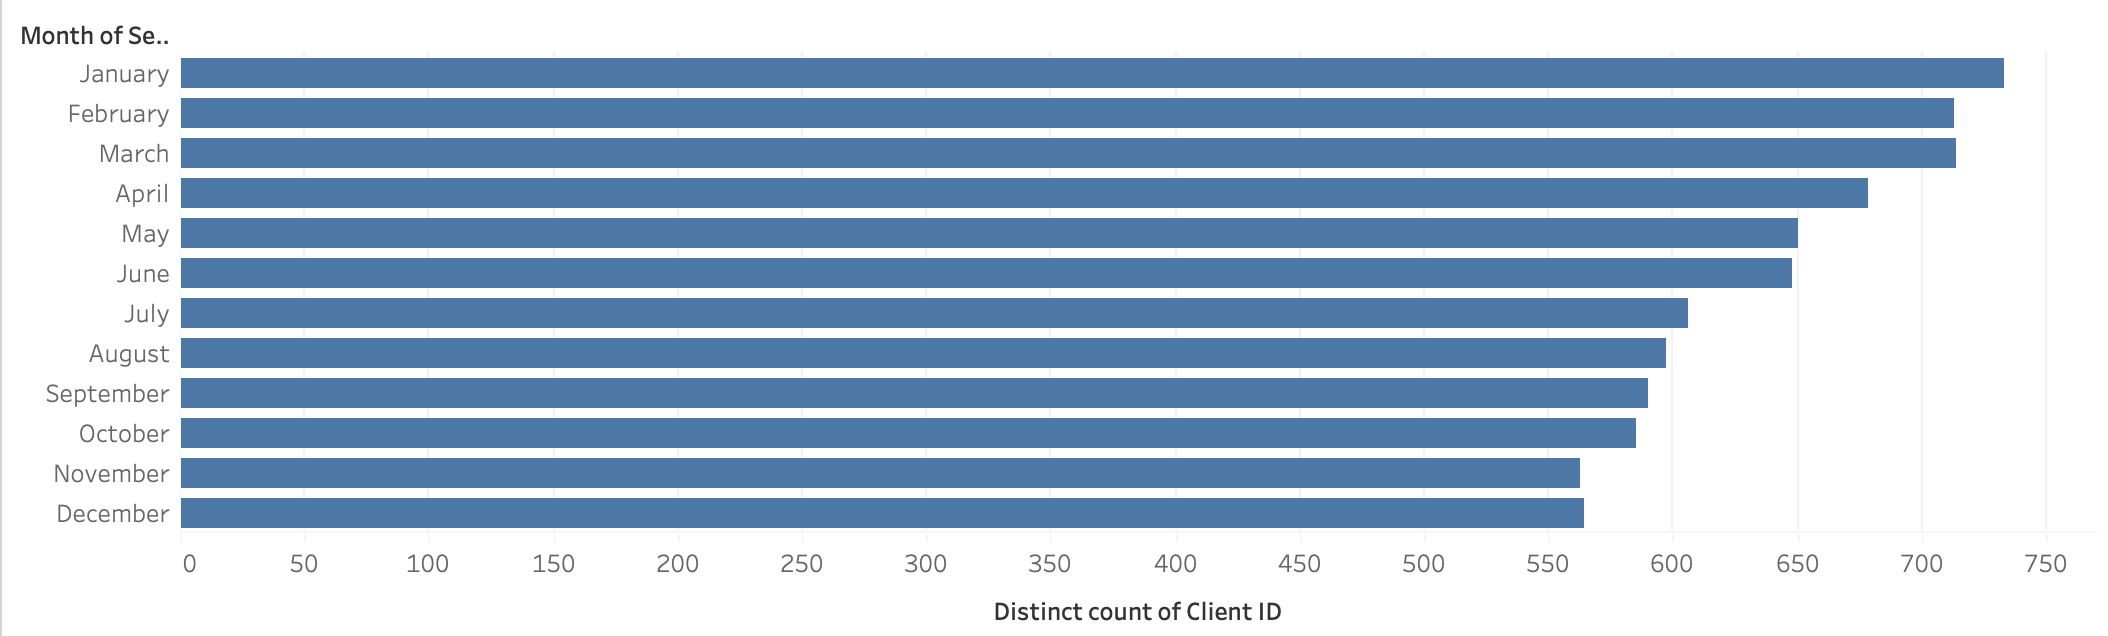 Month of Se..
January
February
March
April
May
June
July
August
September
October
November
December
0 50 100 150 200 250 300 350 400 450 500 550 600 650 700 750
Distinct count of Client ID